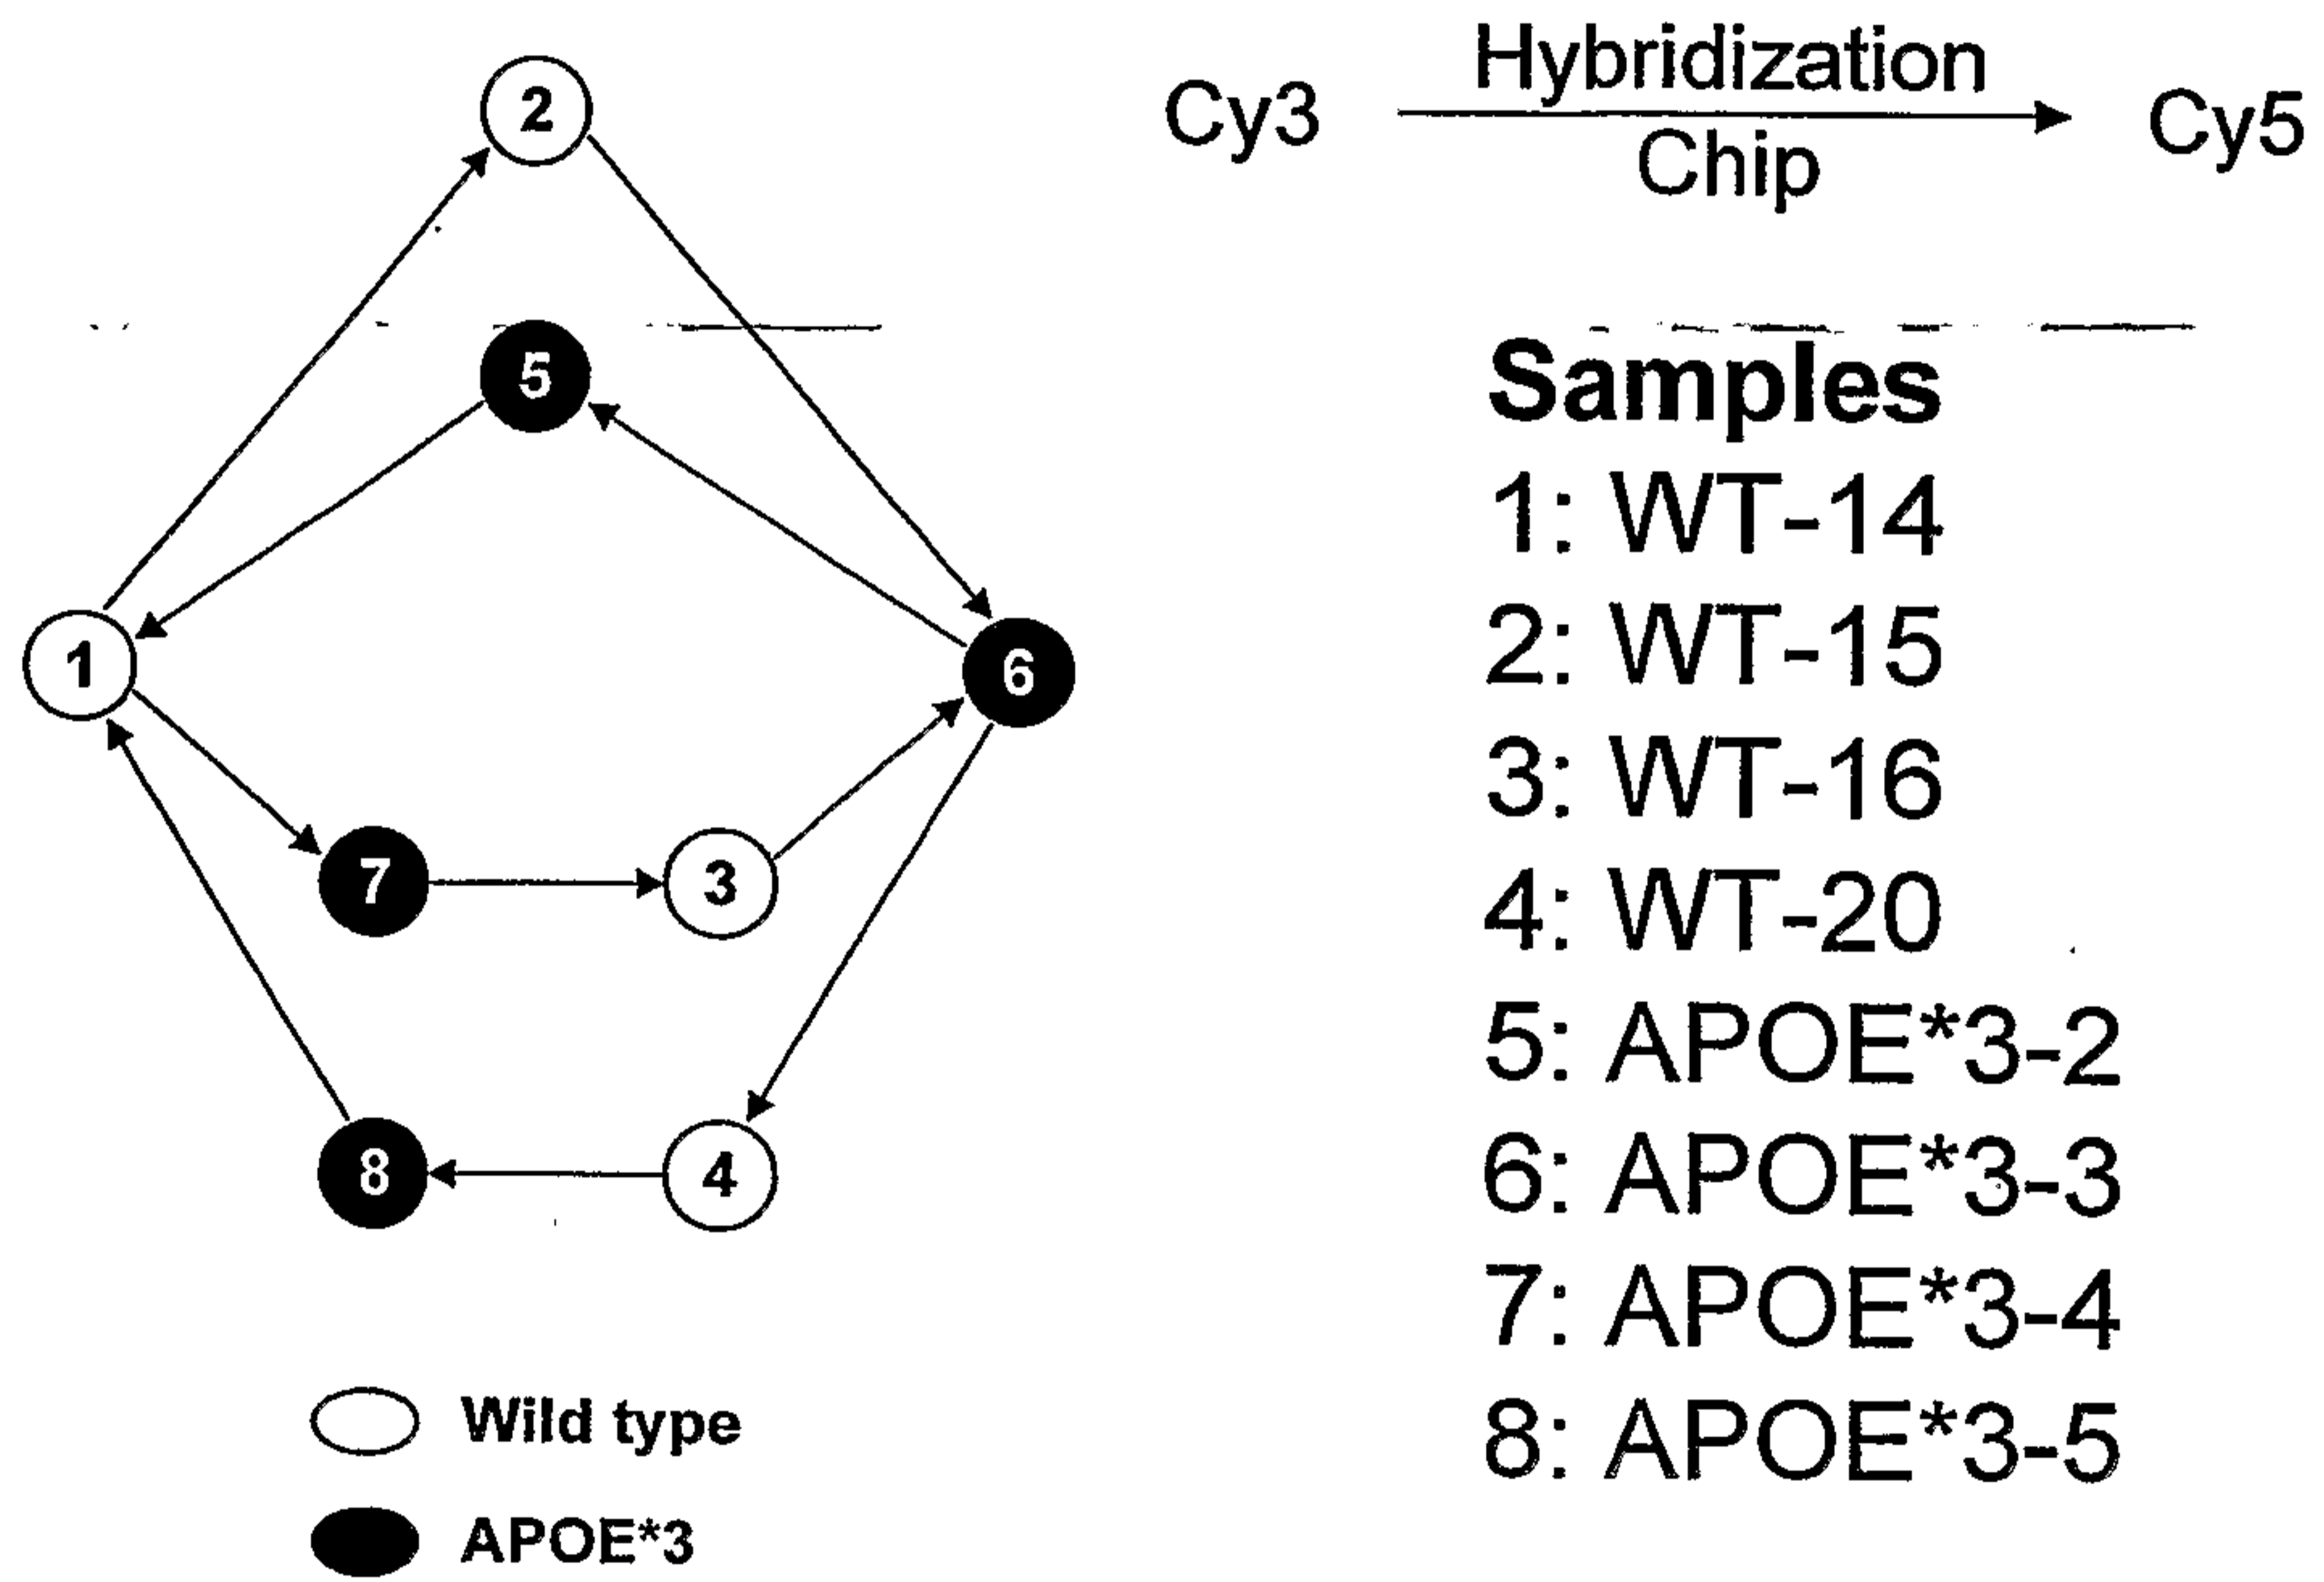 2
Cy3
Hybridization
Chip
Cy5
5
1
6
7
3
8
4
Samples
1: WT-14
2: WT-15
3: WT-16
4: WT-20
5: APOE*3-2
6: APOE*3-3
7: APOE*3-4
8: APOE*3-5
Wild type
APOE*3